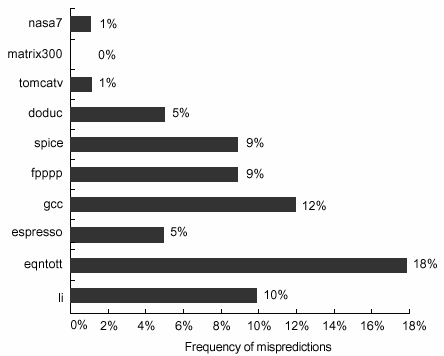 nasa7 1%
matrix300 0%
tomcatv 1%
doduc 5%
spice 9%
fpppp 9%
gcc 12%
espresso 5%
eqntott 18%
li 10%
0% 2% 4% 6% 8% 10% 12% 14% 16% 18%
Frequency of mispredictions